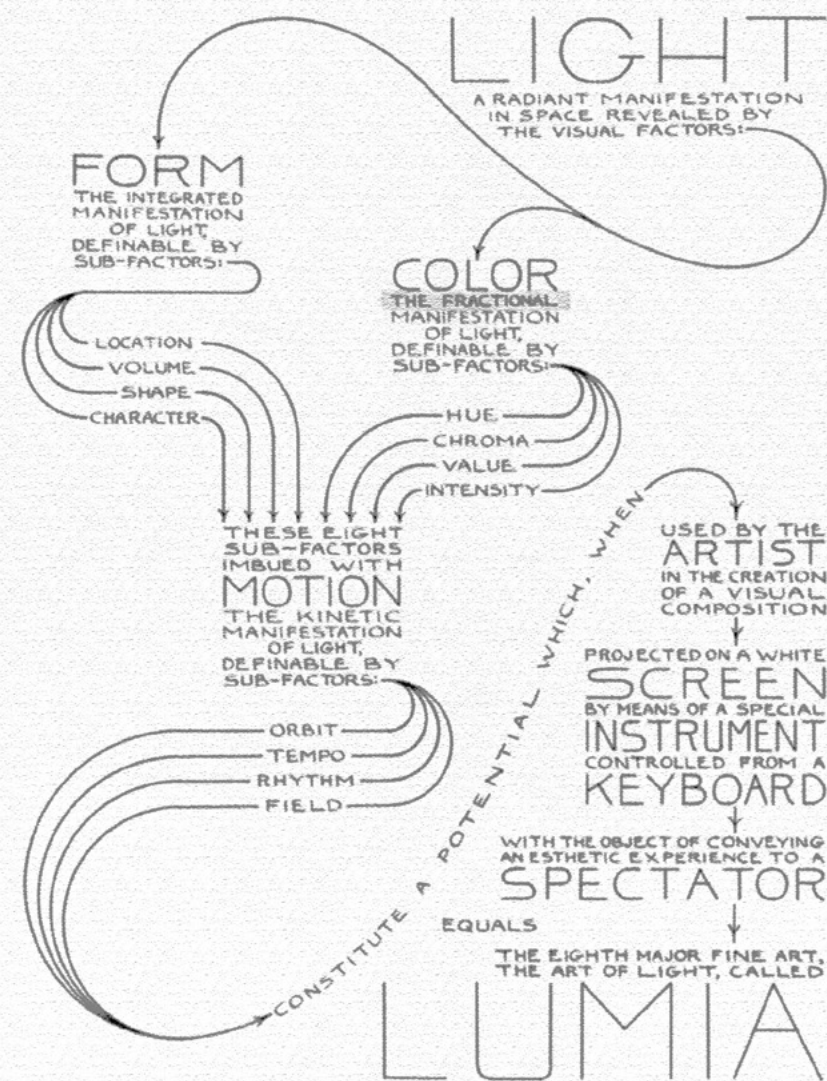 LIGHT
A RADIANT MANIFESTATION
IN SPACE REVEALED BY
THE VISUAL FACTORS:
FORM
THE INTEGRATED
MANIFESTATION
OF LIGHT,
DEFINABLE BY
SUB-FACTORS:
LOCATION
VOLUME
SHAPE
CHARACTER
COLOR
THE FRACTIONAL
MANIFESTATION
OF LIGHT,
DEFINABLE BY
SUB-FACTORS:
HUE
CHROMA
VALUE
INTENSITY
THESE EIGHT
SUB-FACTORS
IMBUED WITH
MOTION
THE KINETIC
MANIFESTATION
OF LIGHT,
DEFINABLE BY
SUB-FACTORS:
ORBIT
TEMPO
RHYTHM
FIELD
CONSTITUTE A POTENTIAL WHICH, WHEN
USED BY THE
ARTIST
IN THE CREATION
OF A VISUAL
COMPOSITION
PROJECTED ON A WHITE
SCREEN
BY MEANS OF A SPECIAL
INSTRUMENT
CONTROLLED FROM A
KEYBOARD
WITH THE OBJECT OF CONVEYING
AN ESTHETIC EXPERIENCE TO A
SPECTATOR
EQUALS
THE EIGHTH MAJOR FINE ART,
THE ART OF LIGHT, CALLED
LUMIA